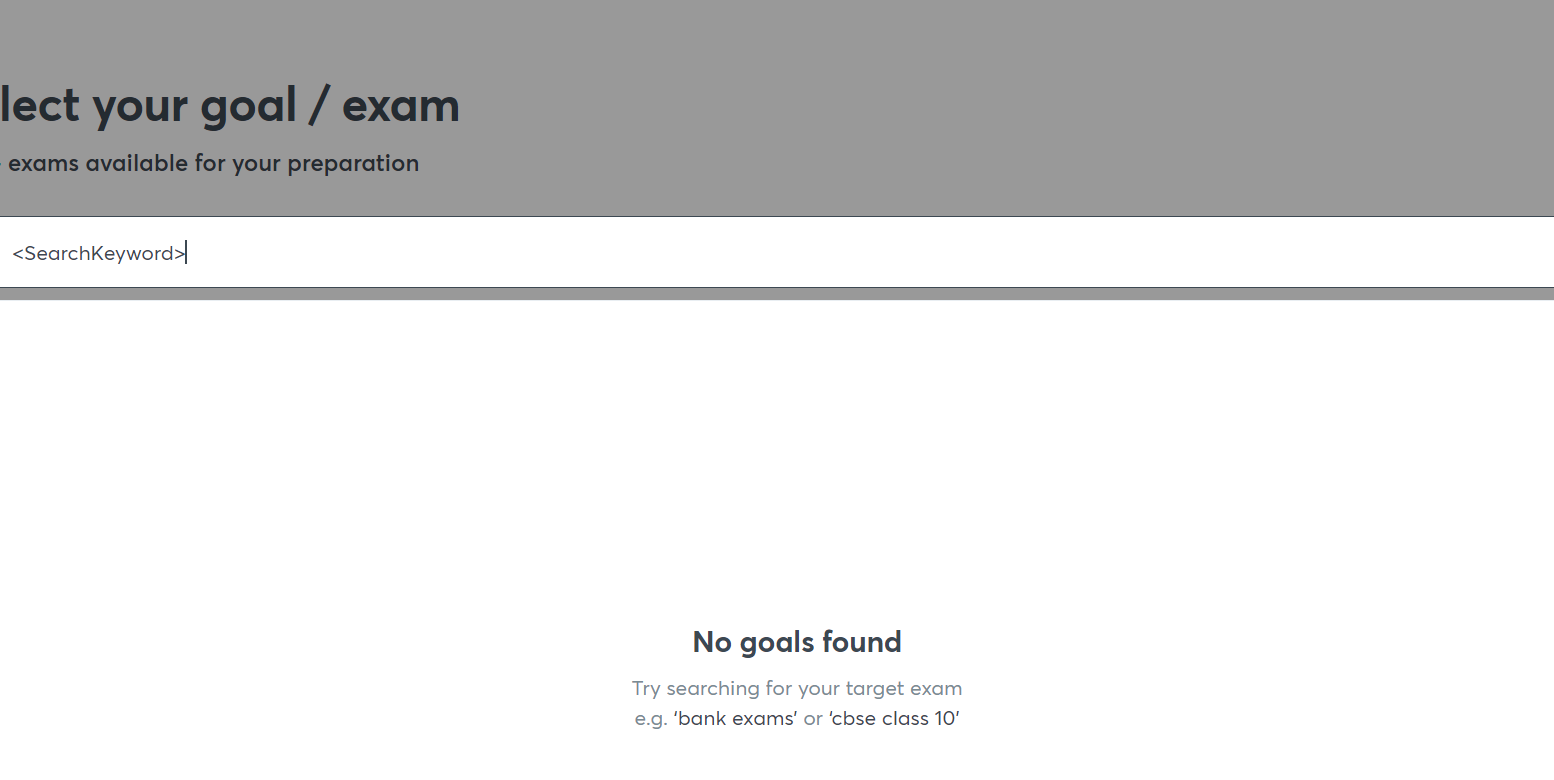 lect your goal / exam
exams available for your preparation
<SearchKeyword>
No goals found
Try searching for your target exam
e.g. ‘bank exams’ or ‘cbse class 10’